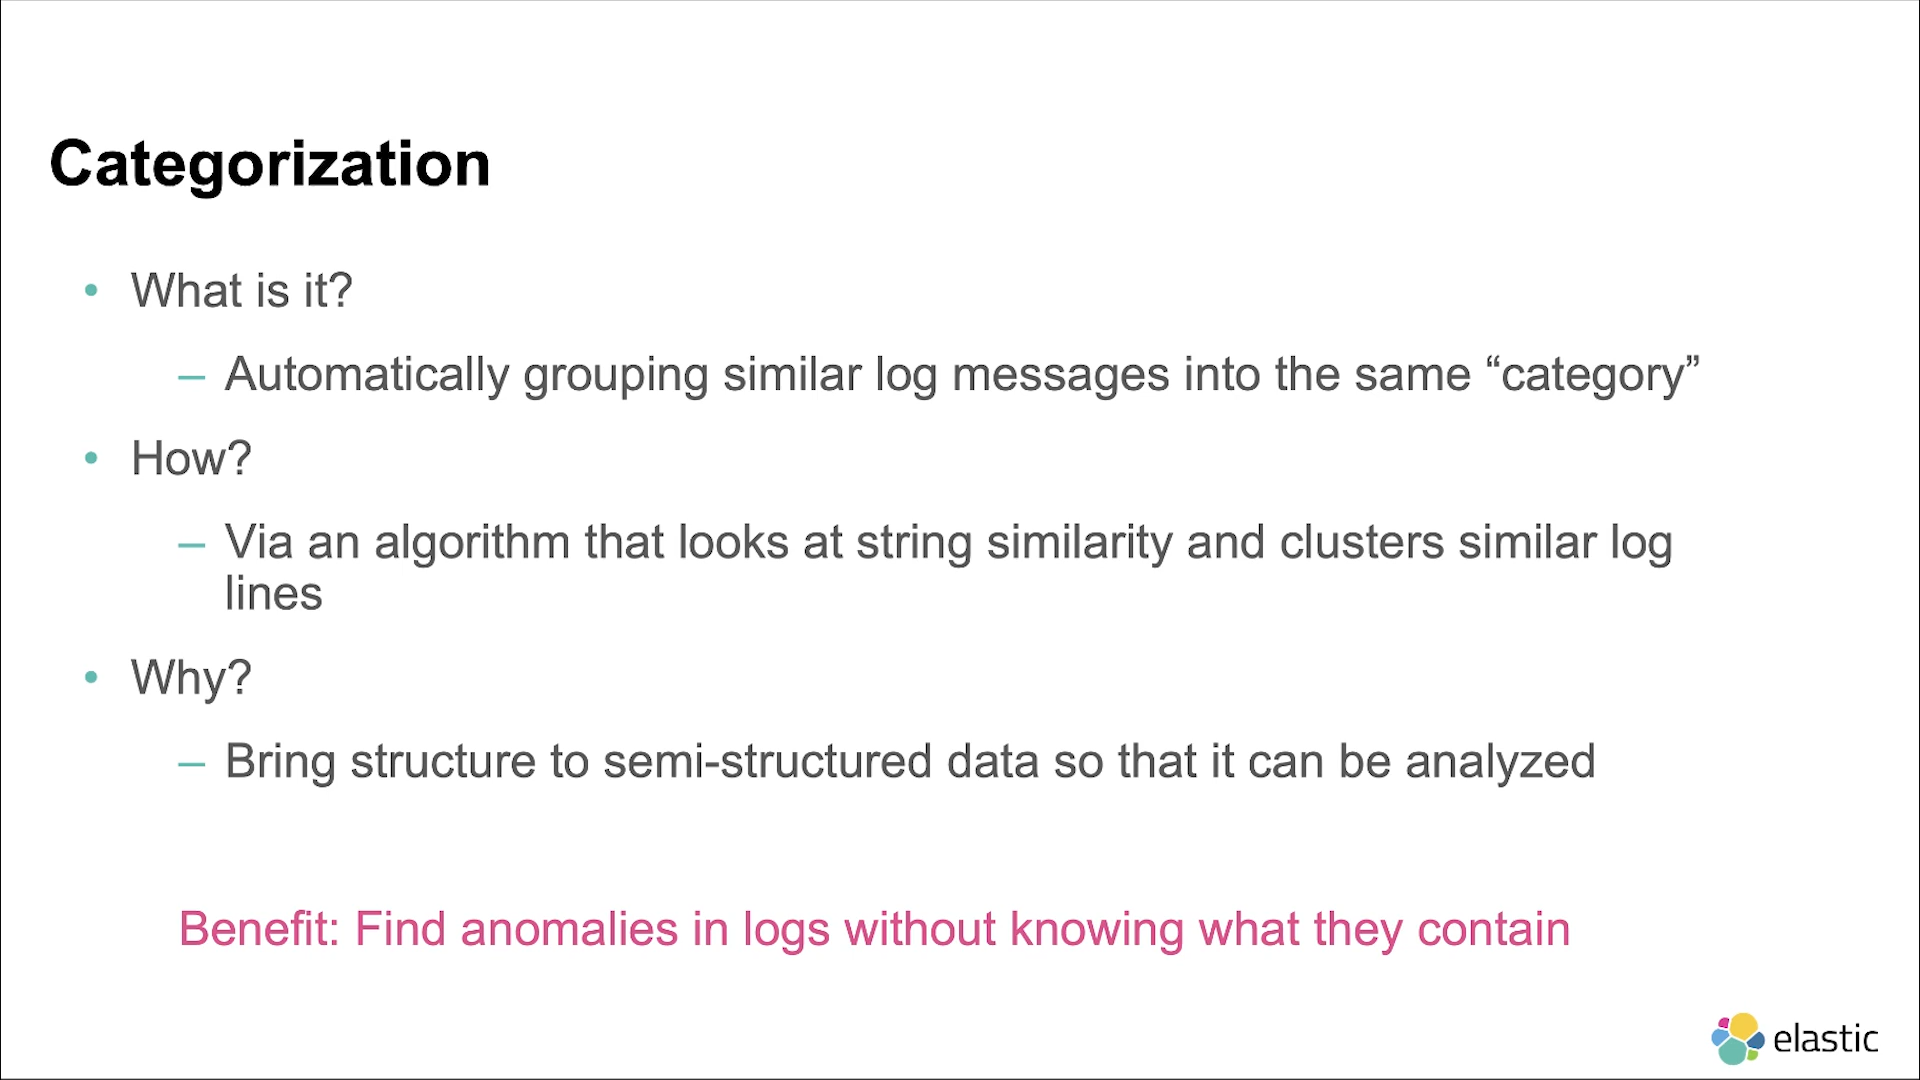 Categorization
• What is it?
– Automatically grouping similar log messages into the same “category”
• How?
– Via an algorithm that looks at string similarity and clusters similar log
lines
• Why?
– Bring structure to semi-structured data so that it can be analyzed
Benefit: Find anomalies in logs without knowing what they contain
elastic